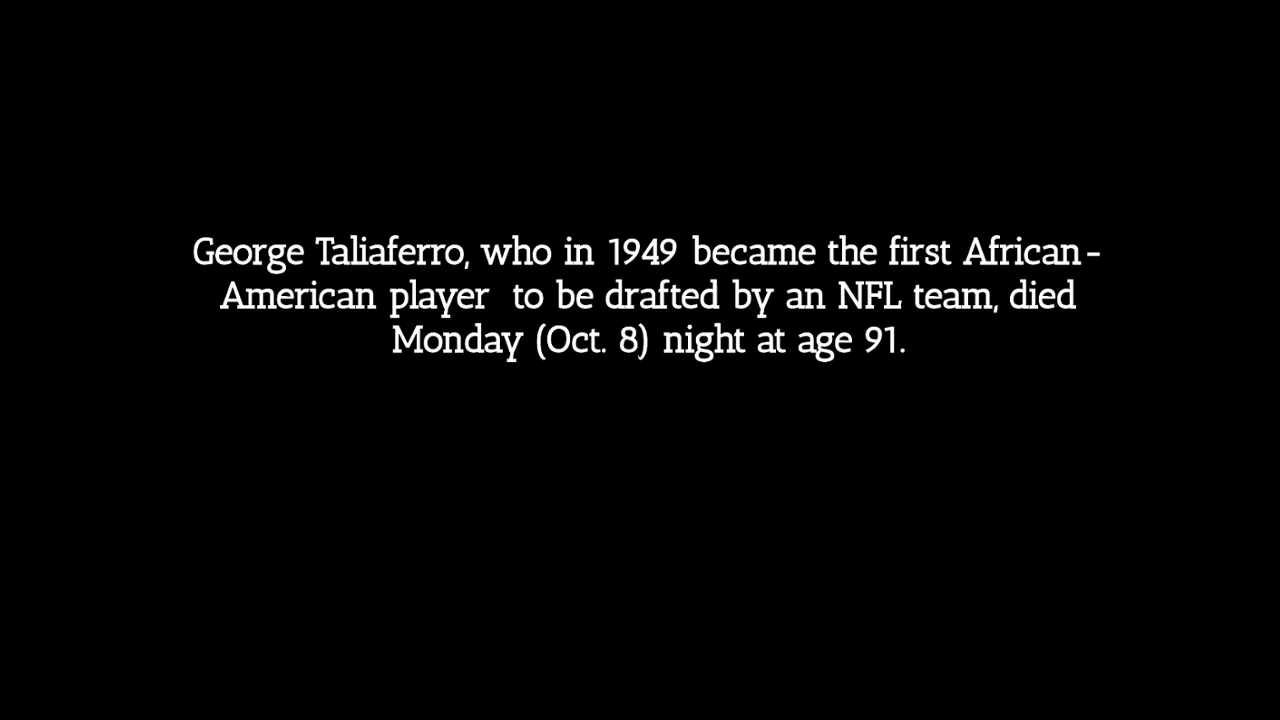 George Taliaferro, who in 1949 became the first African-
American player  to be drafted by an NFL team, died
Monday (Oct. 8) night at age 91.